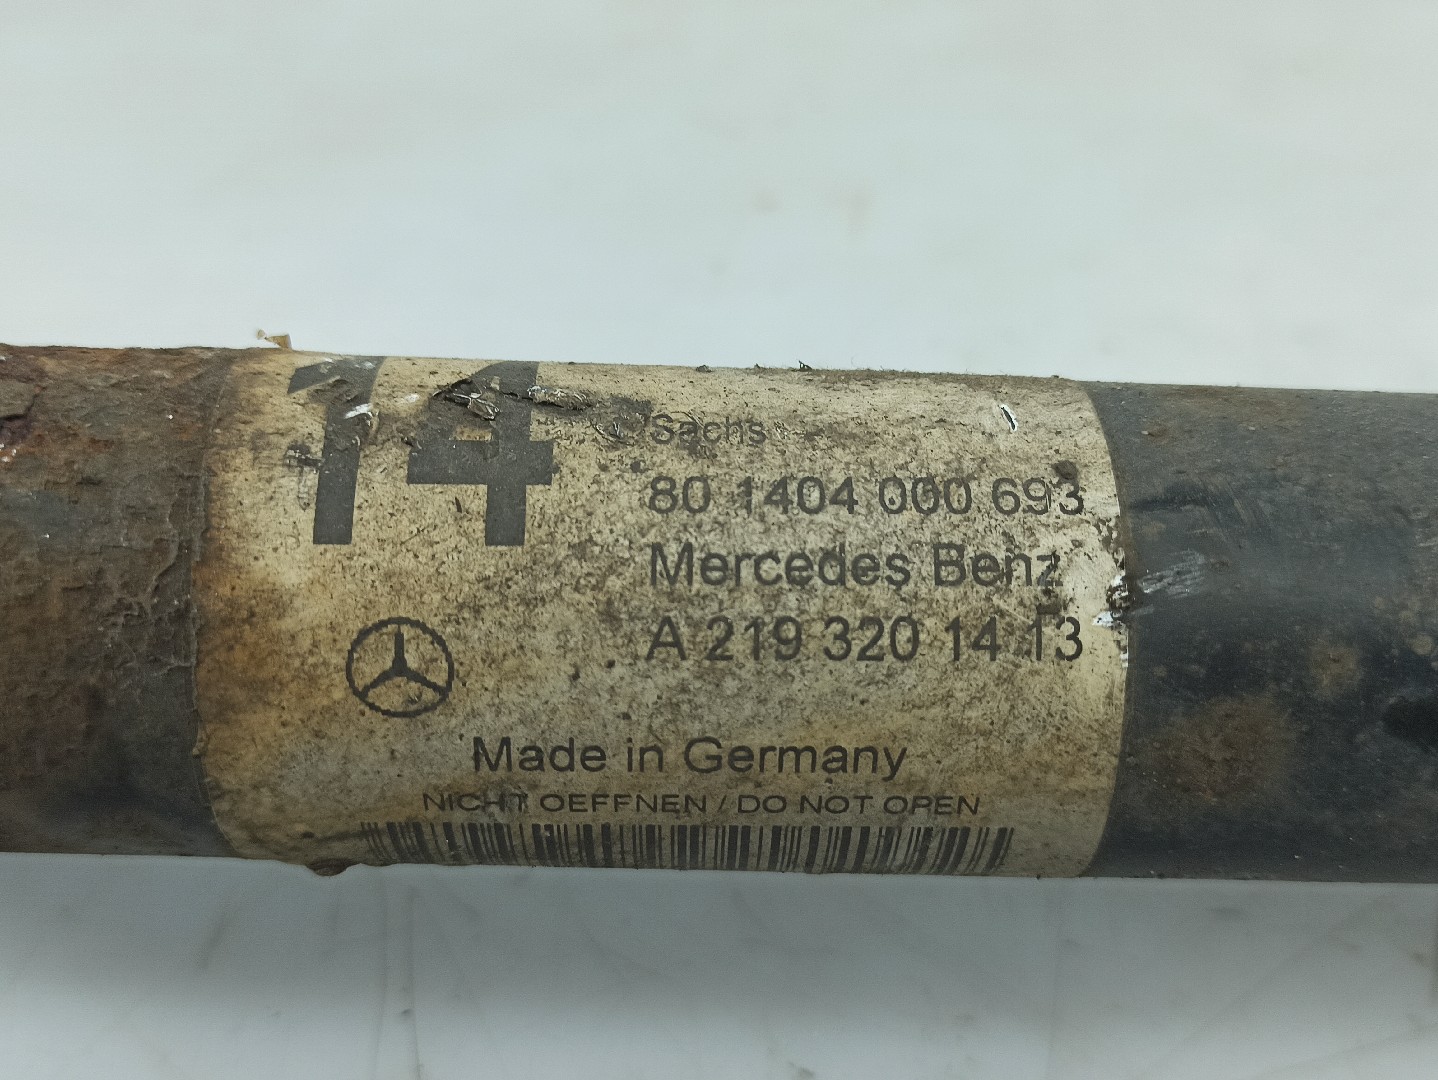 14
Sachs
80 1404 000 693
Mercedes Benz
A 219 320 14 13
Made in Germany
NICHT OEFFNEN / DO NOT OPEN